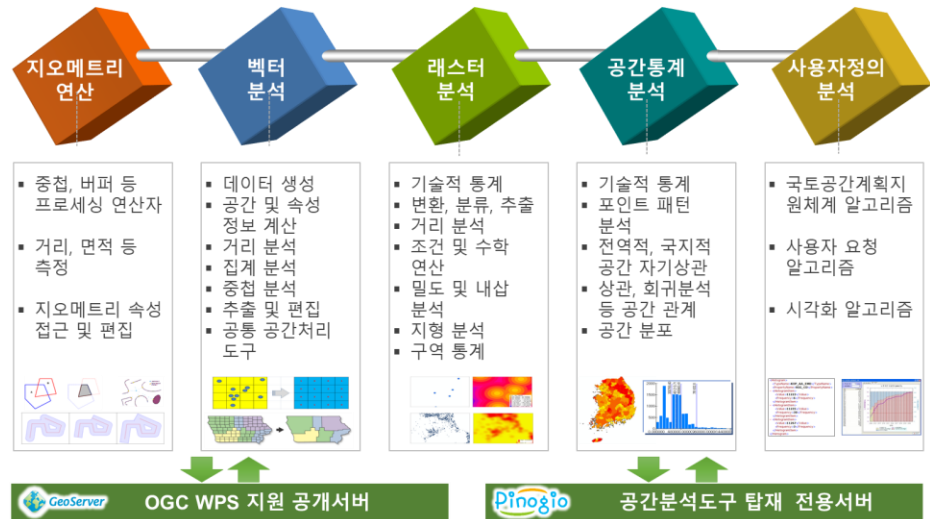 지오메트리
연산
벡터
분석
래스터
분석
공간통계
분석
사용자정의
분석
▪ 중첩, 버퍼 등
프로세싱 연산자
▪ 거리, 면적 등
측정
▪ 지오메트리 속성
접근 및 편집
▪ 데이터 생성
▪ 공간 및 속성
정보 계산
▪ 거리 분석
▪ 집계 분석
▪ 중첩 분석
▪ 추출 및 편집
▪ 공통 공간처리
도구
▪ 기술적 통계
▪ 변환, 분류, 추출
▪ 거리 분석
▪ 조건 및 수학
연산
▪ 밀도 및 내삽
분석
▪ 지형 분석
▪ 구역 통계
▪ 기술적 통계
▪ 포인트 패턴
분석
▪ 전역적, 국지적
공간 자기상관
▪ 상관, 회귀분석
등 공간 관계
▪ 공간 분포
▪ 국토공간계획지
원체계 알고리즘
▪ 사용자 요청
알고리즘
▪ 시각화 알고리즘
GeoServer
OGC WPS 지원 공개서버
Pinogio
공간분석도구 탑재 전용서버